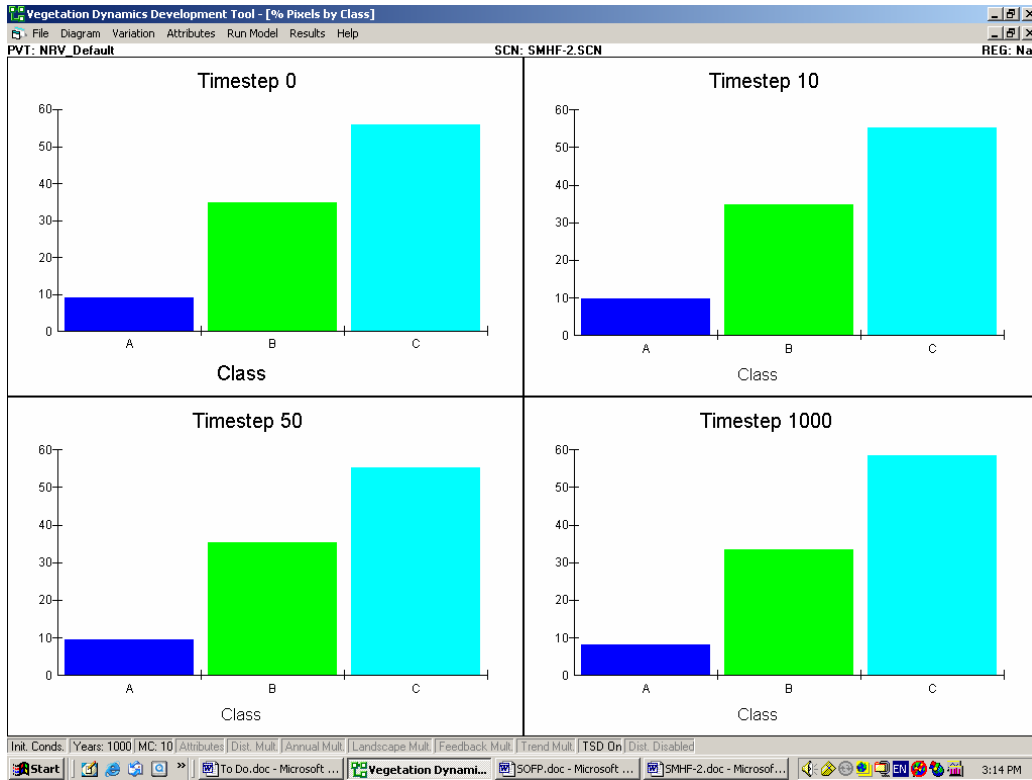 Vegetation Dynamics Development Tool - [% Pixels by Class]
File Diagram Variation Attributes Run Model Results Help
PVT: NRV_Default SCN: SMHF-2.SCN REG: Na
Timestep 0
60
50
40
30
20
10
0
A B C
Class
Timestep 10
60
50
40
30
20
10
0
A B C
Class
Timestep 50
60
50
40
30
20
10
0
A B C
Class
Timestep 1000
60
50
40
30
20
10
0
A B C
Class
Init. Conds. Years: 1000 MC: 10 Attributes Dist. Mult. Annual Mult. Landscape Mult. Feedback Mult. Trend Mult. TSD On Dist. Disabled
Start » To Do.doc - Microsoft ... Vegetation Dynami... SOFP.doc - Microsoft ... SMHF-2.doc - Microsof... EN 3:14 PM